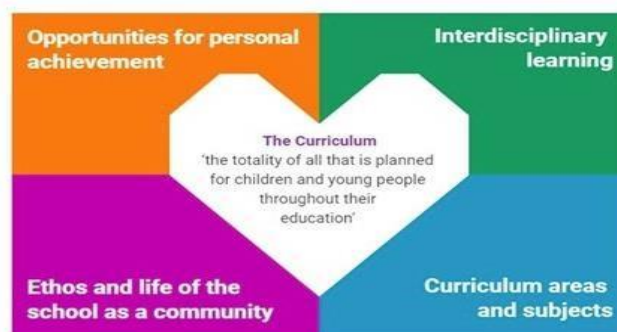 Opportunities for personal
achievement
Interdisciplinary
learning
The Curriculum
'the totality of all that is planned
for children and young people
throughout their
education'
Ethos and life of the
school as a community
Curriculum areas
and subjects